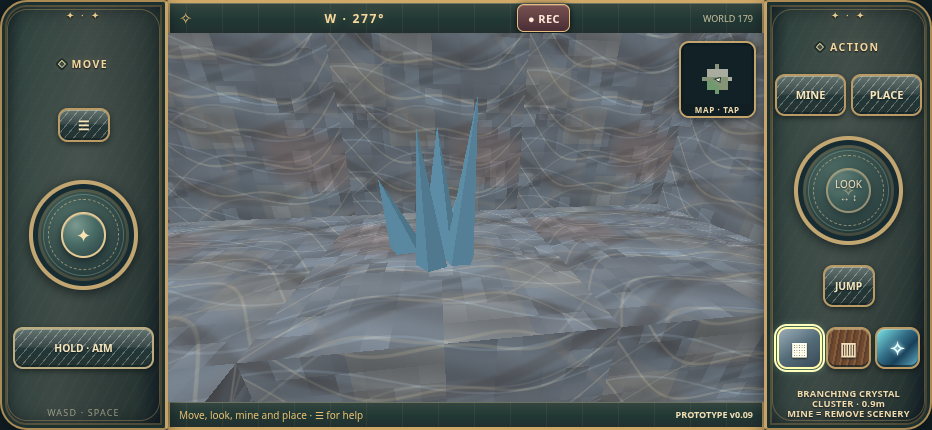 MOVE
HOLD · AIM
WASD · SPACE
W · 277°
● REC
WORLD 179
MAP · TAP
Move, look, mine and place · ☰ for help
PROTOTYPE v0.09
ACTION
MINE
PLACE
LOOK
JUMP
BRANCHING CRYSTAL
CLUSTER · 0.9m
MINE = REMOVE SCENERY